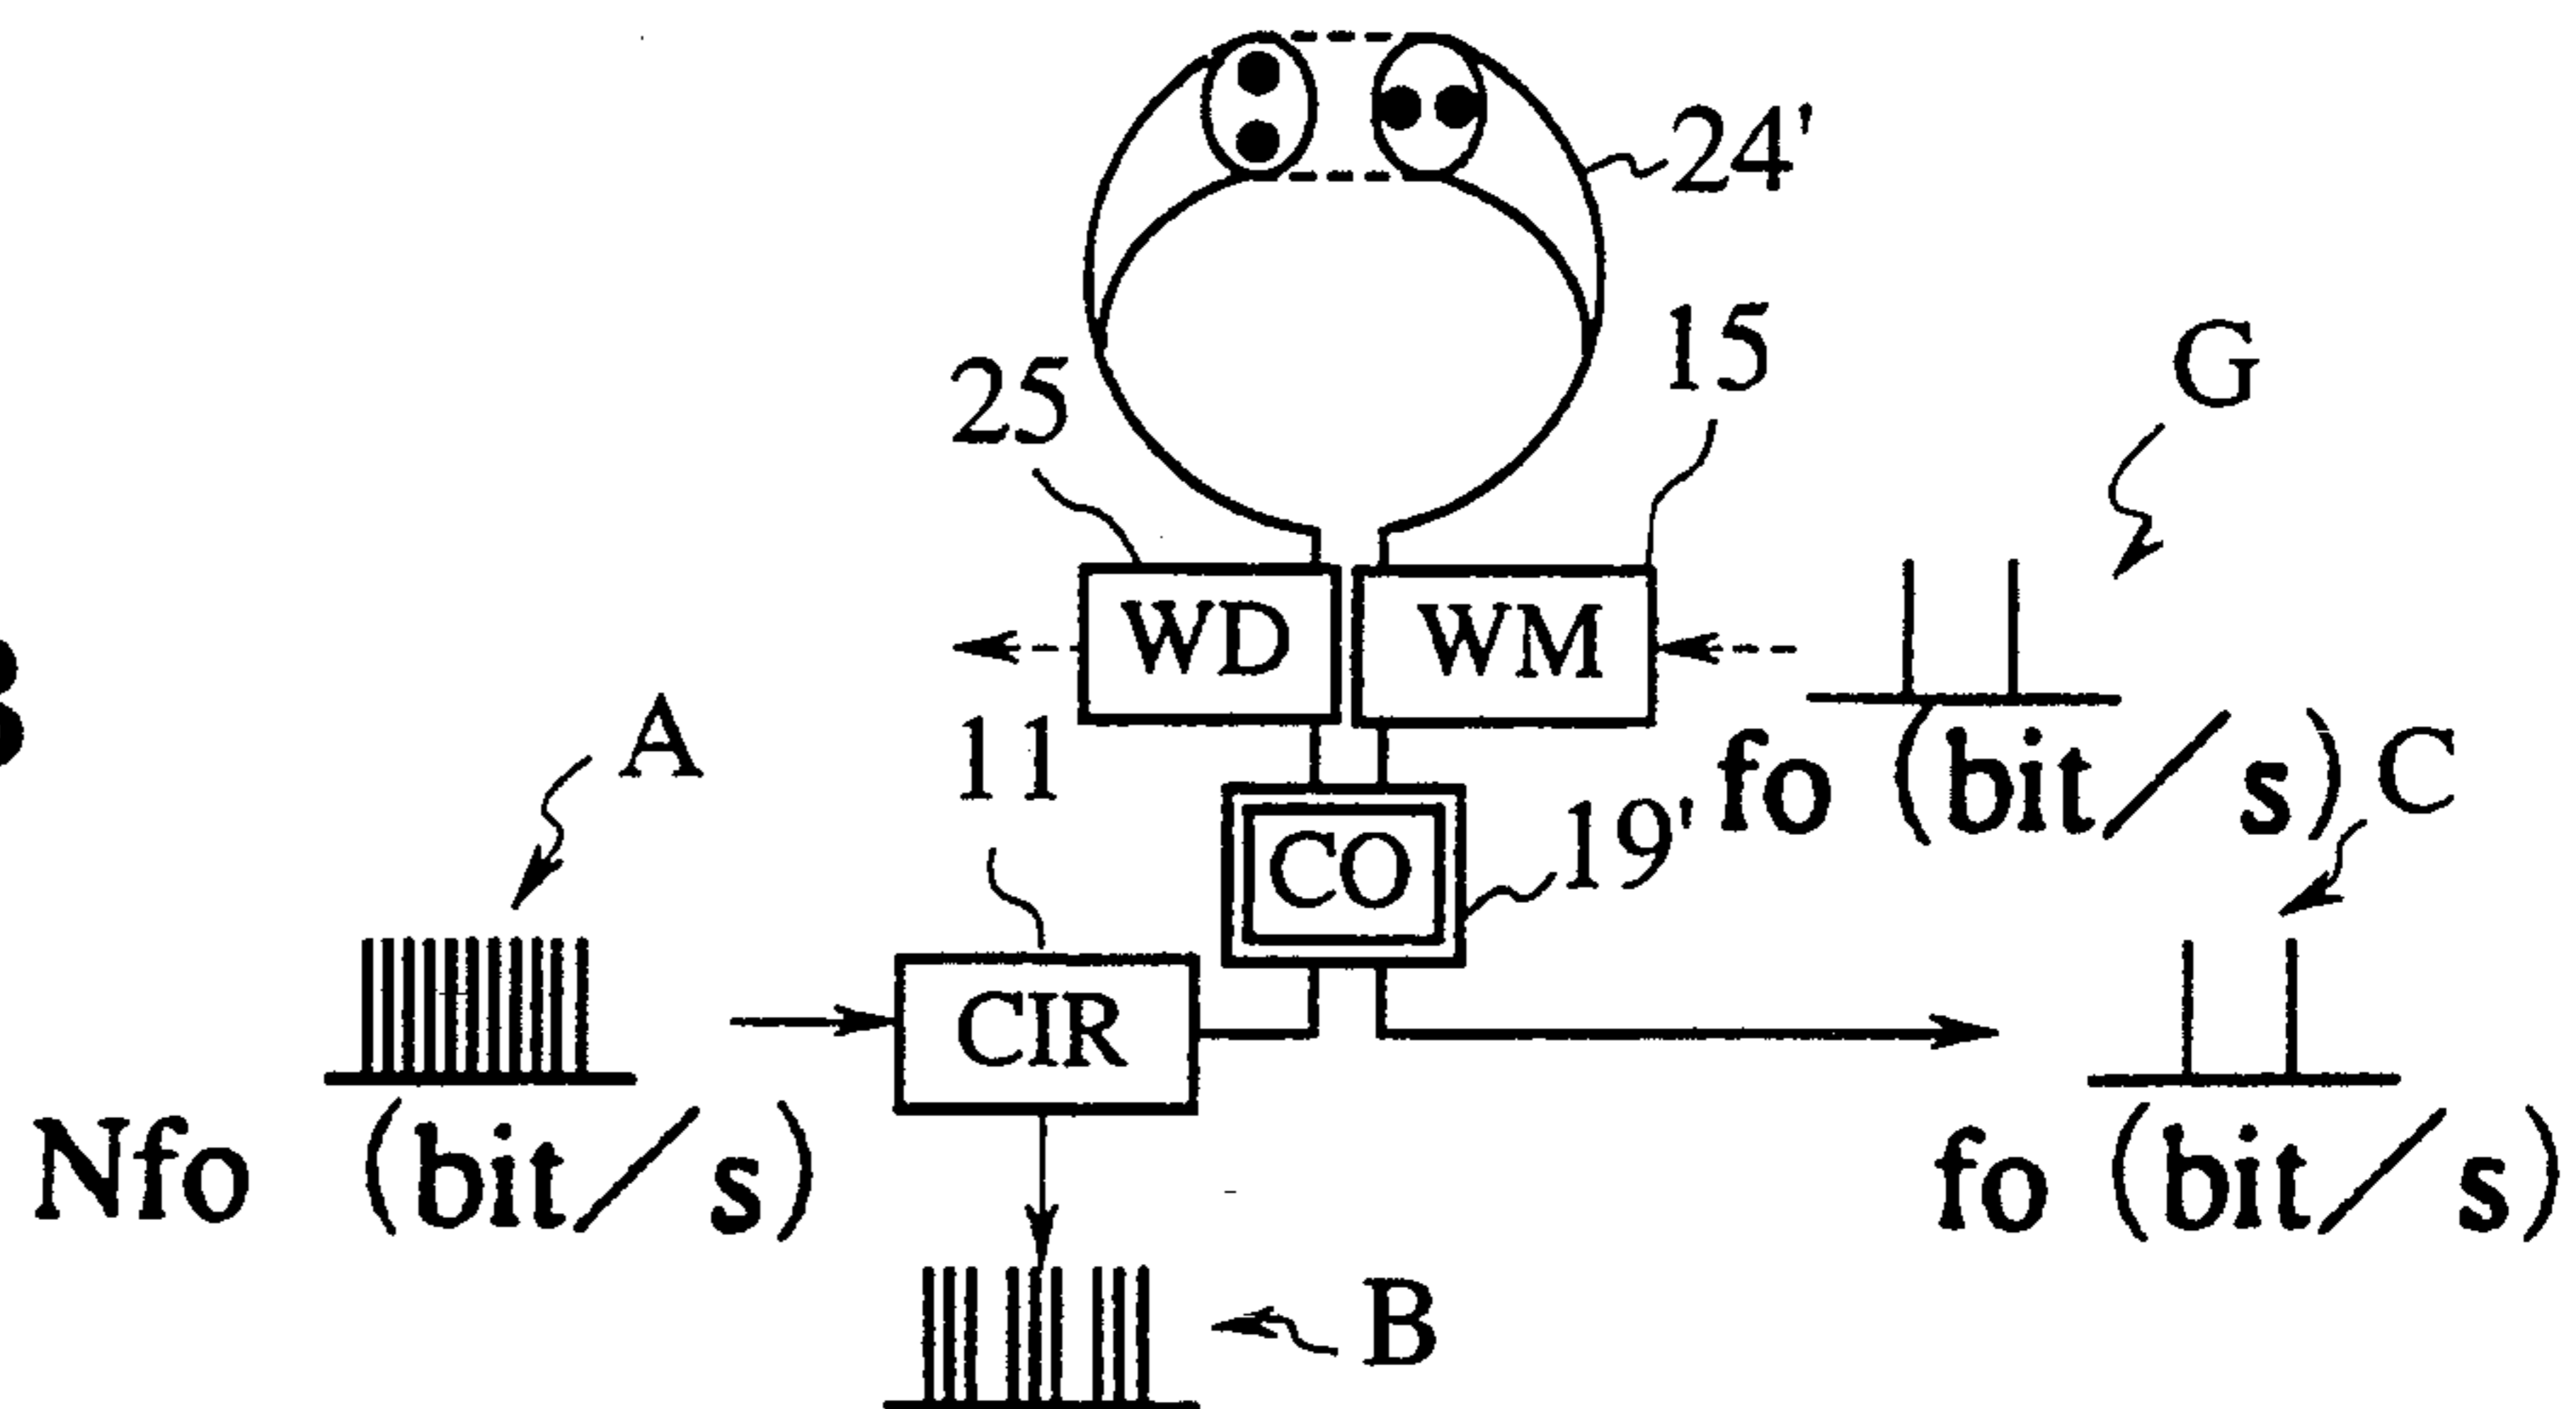 24'
25
15
G
WD
WM
A
11
fo (bit/s)
C
CO
19'
CIR
Nfo (bit/s)
fo (bit/s)
B